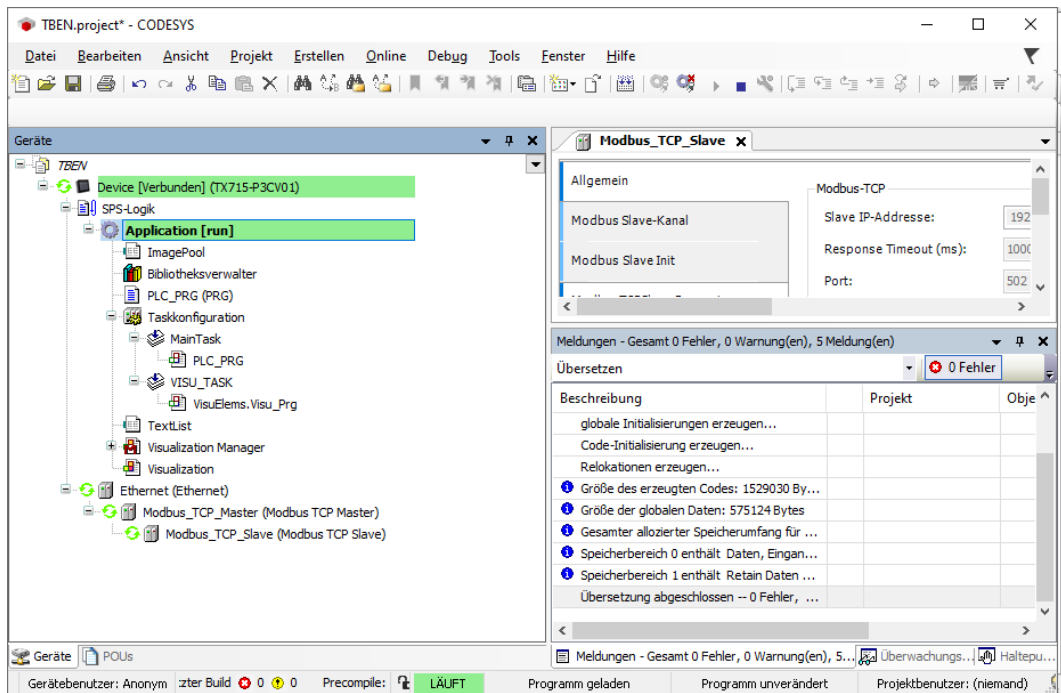 TBEN.project* - CODESYS
Datei Bearbeiten Ansicht Projekt Erstellen Online Debug Tools Fenster Hilfe
Geräte
TBEN
Device [Verbunden] (TX715-P3CV01)
SPS-Logik
Application [run]
ImagePool
Bibliotheksverwalter
PLC_PRG (PRG)
Taskkonfiguration
MainTask
PLC_PRG
VISU_TASK
VisuElems.Visu_Prg
TextList
Visualization Manager
Visualization
Ethernet (Ethernet)
Modbus_TCP_Master (Modbus TCP Master)
Modbus_TCP_Slave (Modbus TCP Slave)
Geräte POUs
Modbus_TCP_Slave
Allgemein
Modbus Slave-Kanal
Modbus Slave Init
Modbus-TCP
Slave IP-Addresse: 192
Response Timeout (ms): 1000
Port: 502
Meldungen - Gesamt 0 Fehler, 0 Warnung(en), 5 Meldung(en)
Übersetzen 0 Fehler
Beschreibung Projekt Obje
globale Initialisierungen erzeugen...
Code-Initialisierung erzeugen...
Relokationen erzeugen...
Größe des erzeugten Codes: 1529030 By...
Größe der globalen Daten: 575124 Bytes
Gesamter allozierter Speicherumfang für ...
Speicherbereich 0 enthält Daten, Eingan...
Speicherbereich 1 enthält Retain Daten ...
Übersetzung abgeschlossen -- 0 Fehler, ...
Meldungen - Gesamt 0 Fehler, 0 Warnung(en), 5... Überwachungs... Haltepu...
Gerätebenutzer: Anonym :zter Build 0 0 Precompile: LÄUFT Programm geladen Programm unverändert Projektbenutzer: (niemand)